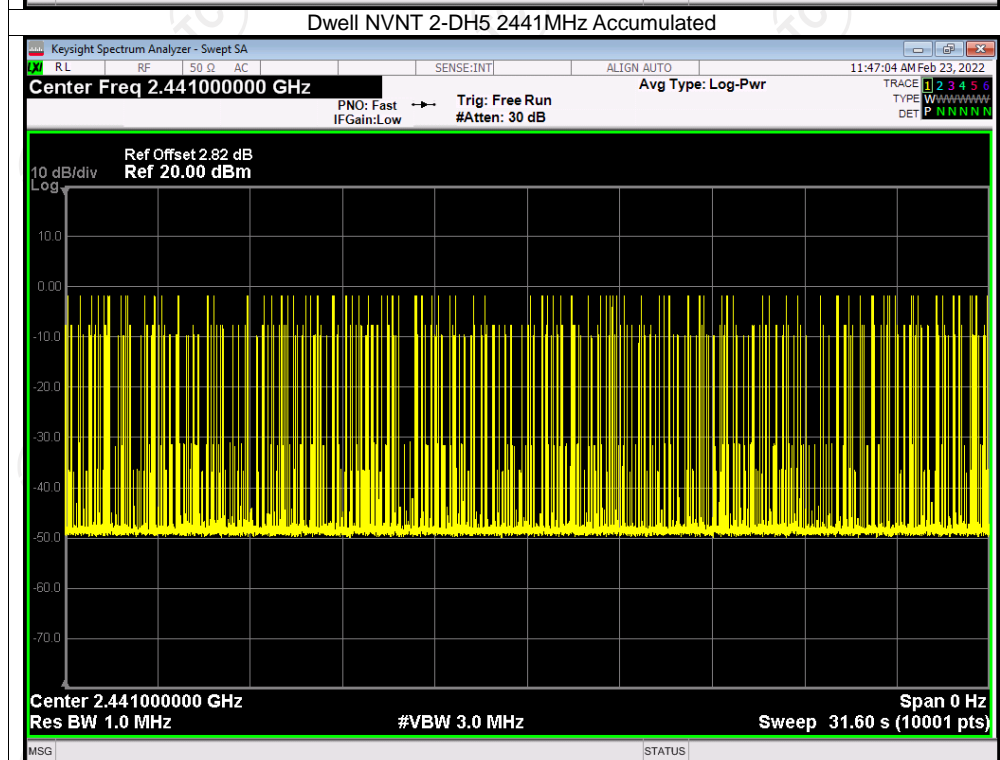 Dwell NVNT 2-DH5 2441MHz Accumulated
Keysight Spectrum Analyzer - Swept SA
LXI RL RF 50 Ω AC SENSE:INT ALIGN AUTO 11:47:04 AM Feb 23, 2022
Center Freq 2.441000000 GHz Avg Type: Log-Pwr TRACE 1 2 3 4 5 6
PNO: Fast Trig: Free Run TYPE WWWWWW
IFGain:Low #Atten: 30 dB DET P N N N N N
Ref Offset 2.82 dB
10 dB/div Ref 20.00 dBm
Log
10.0
0.00
-10.0
-20.0
-30.0
-40.0
-50.0
-60.0
-70.0
Center 2.441000000 GHz Span 0 Hz
Res BW 1.0 MHz #VBW 3.0 MHz Sweep 31.60 s (10001 pts)
MSG STATUS